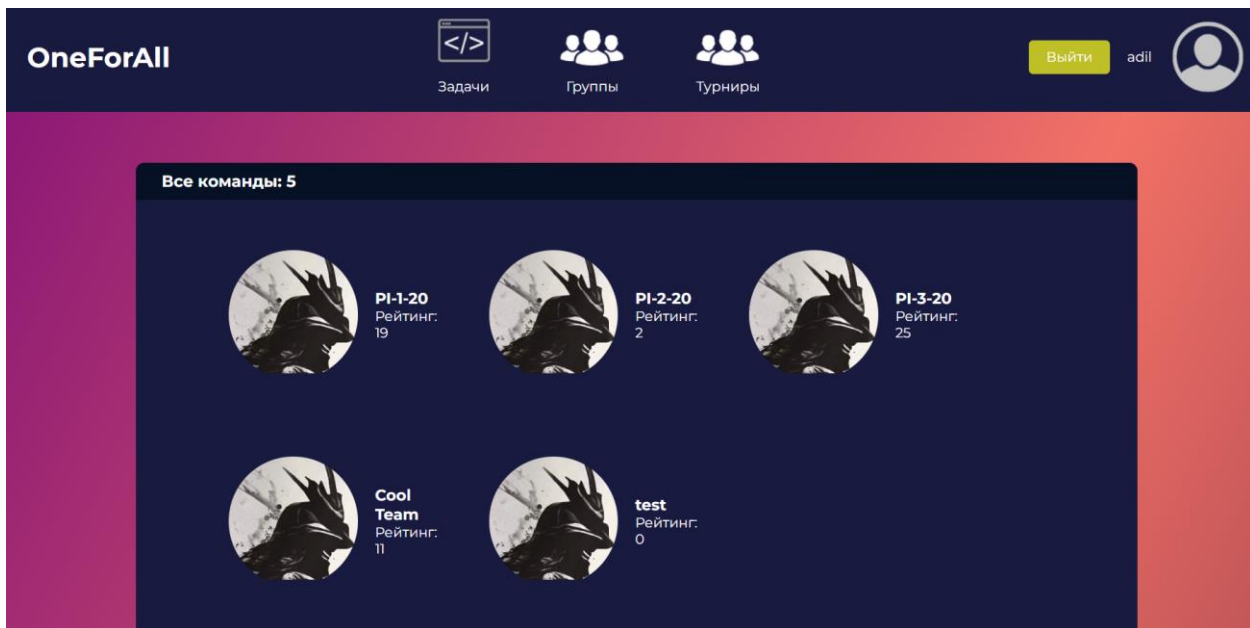 OneForAll
</>
Задачи
Группы
Турниры
Выйти
adil
Все команды: 5
PI-1-20
Рейтинг:
19
PI-2-20
Рейтинг:
2
PI-3-20
Рейтинг:
25
Cool
Team
Рейтинг:
11
test
Рейтинг:
0